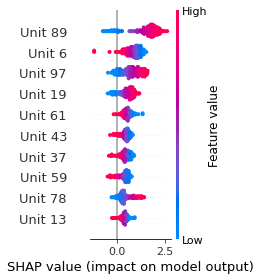 High
Unit 89
Unit 6
Unit 97
Unit 19
Unit 61
Unit 43
Unit 37
Unit 59
Unit 78
Unit 13
Feature value
Low
0.0 2.5
SHAP value (impact on model output)